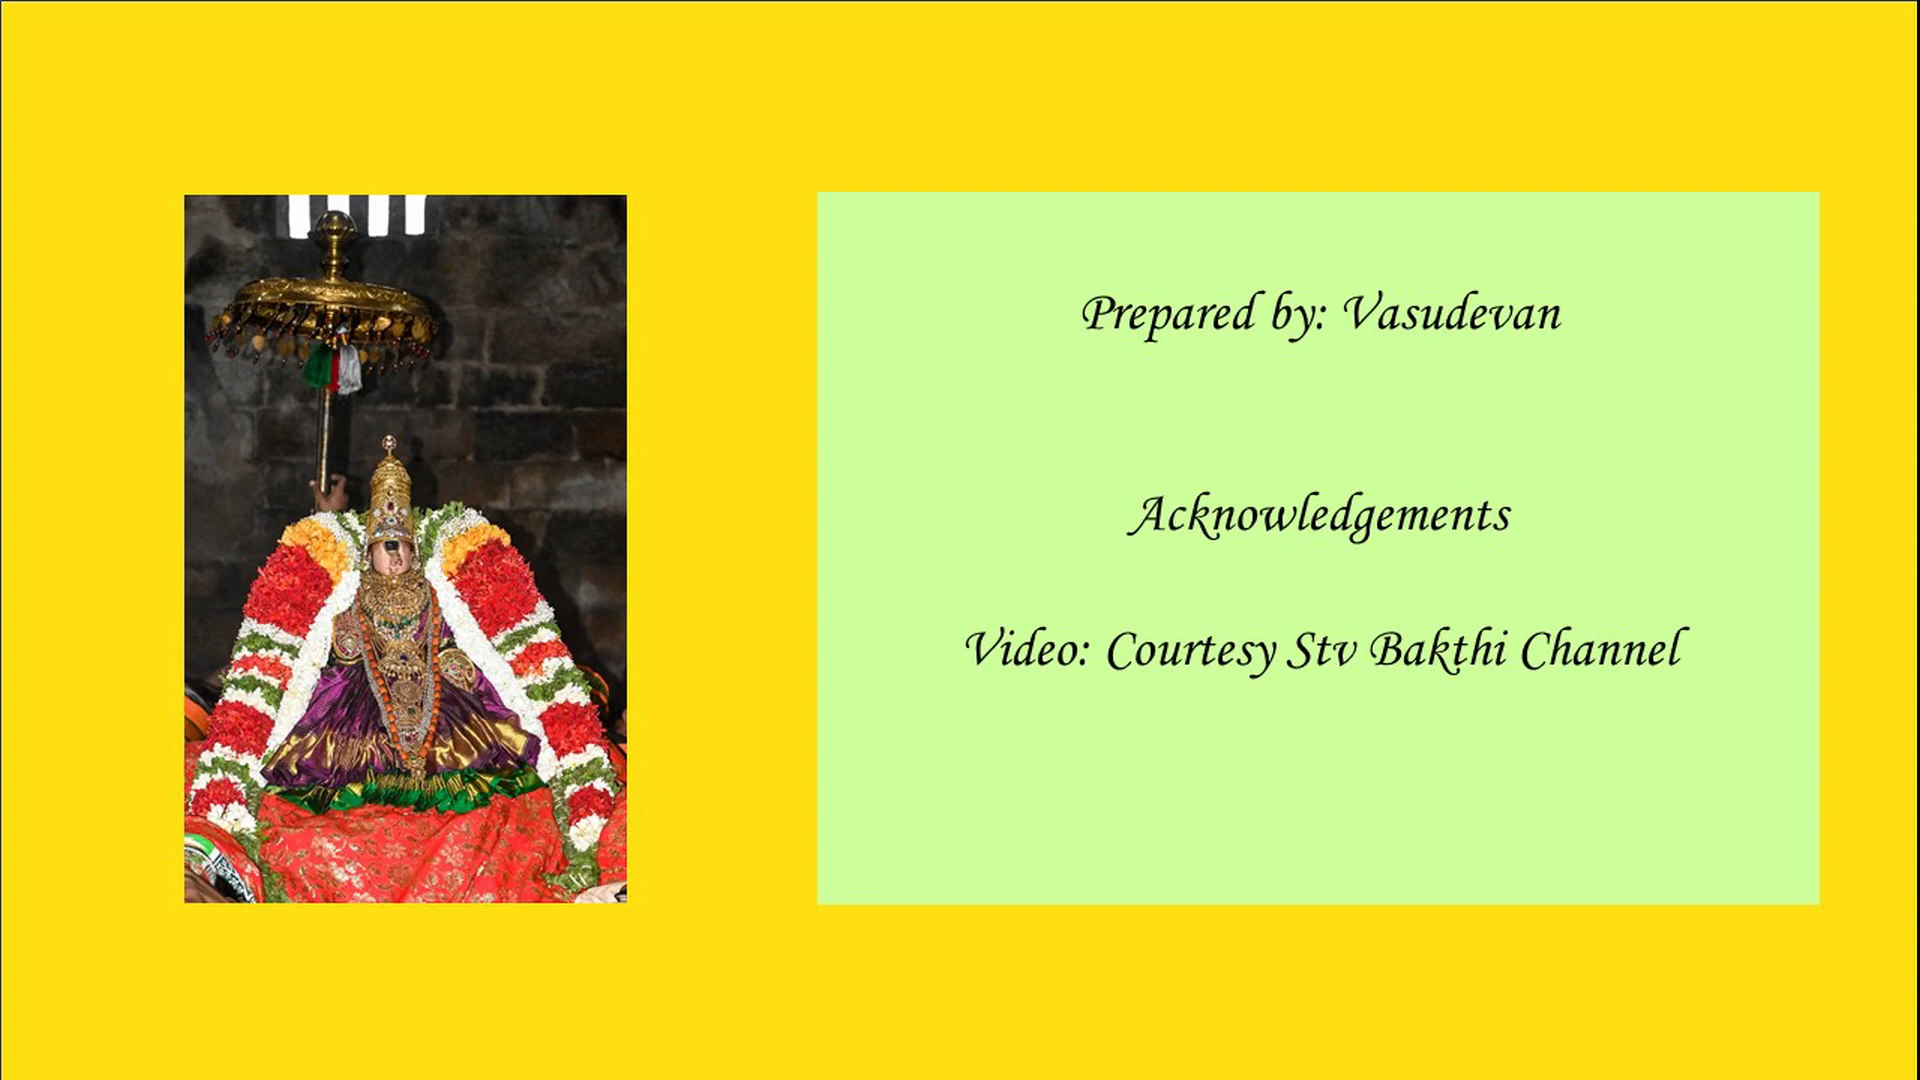 Prepared by: Vasudevan
Acknowledgements
Video: Courtesy Stv Bakthi Channel